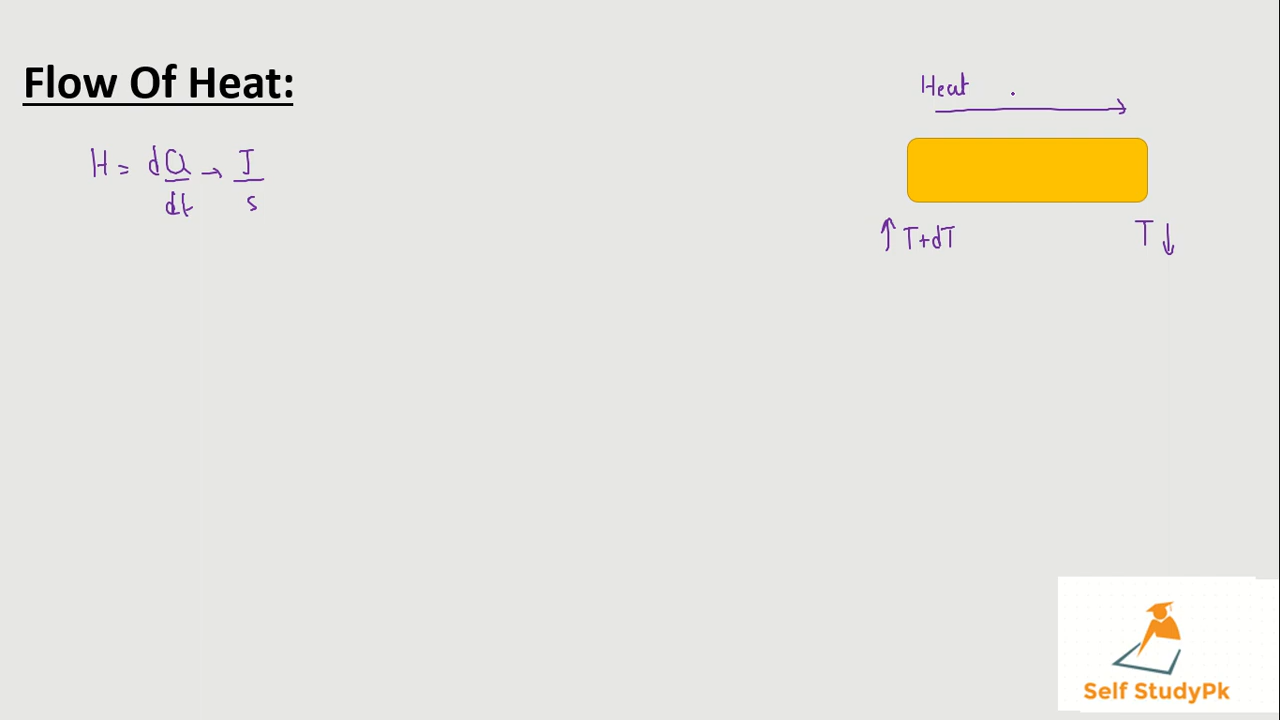 Flow Of Heat:
Heat
H = dQ/dt → J/s
↑ T+dT
T ↓
Self StudyPk